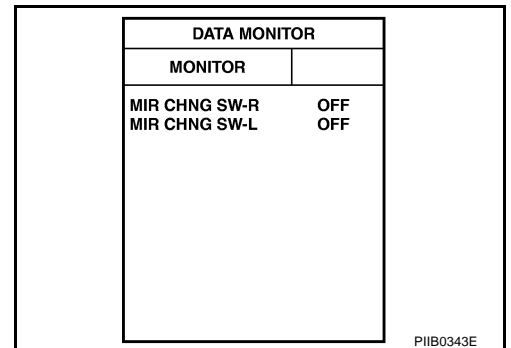 DATA MONITOR
MONITOR
MIR CHNG SW-R OFF
MIR CHNG SW-L OFF
PIIB0343E